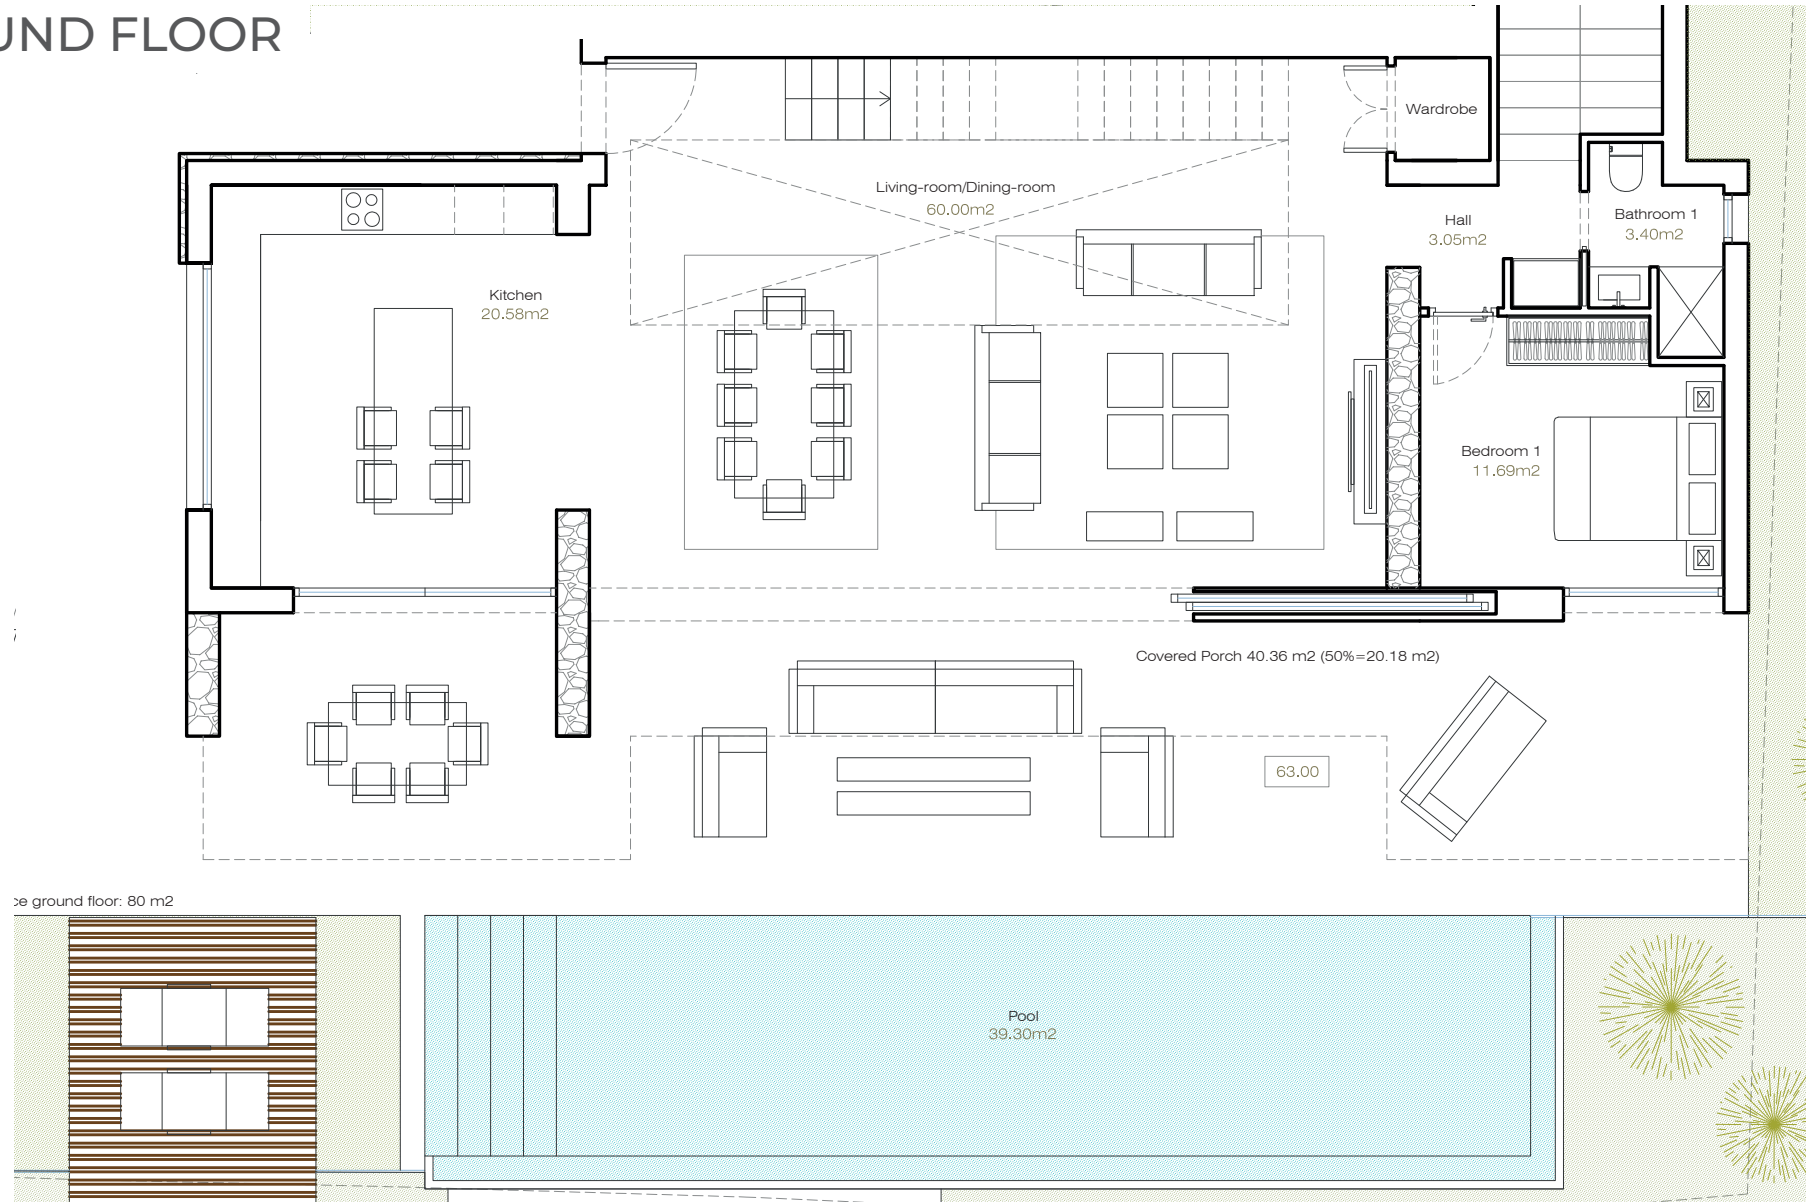 UND FLOOR
Wardrobe
Living-room/Dining-room
60.00m2
Hall
3.05m2
Bathroom 1
3.40m2
Kitchen
20.58m2
Bedroom 1
11.69m2
Covered Porch 40.36 m2 (50%=20.18 m2)
63.00
ce ground floor: 80 m2
Pool
39.30m2